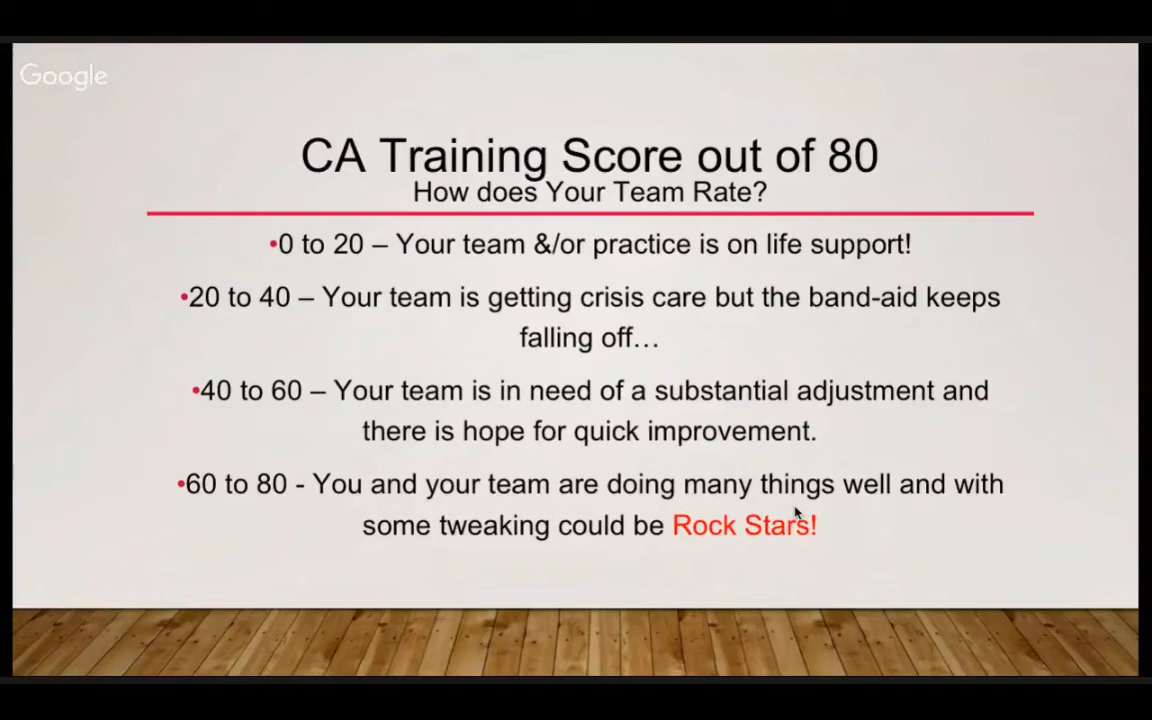 Google
CA Training Score out of 80
How does Your Team Rate?
•0 to 20 – Your team &/or practice is on life support!
•20 to 40 – Your team is getting crisis care but the band-aid keeps
falling off…
•40 to 60 – Your team is in need of a substantial adjustment and
there is hope for quick improvement.
•60 to 80 - You and your team are doing many things well and with
some tweaking could be Rock Stars!